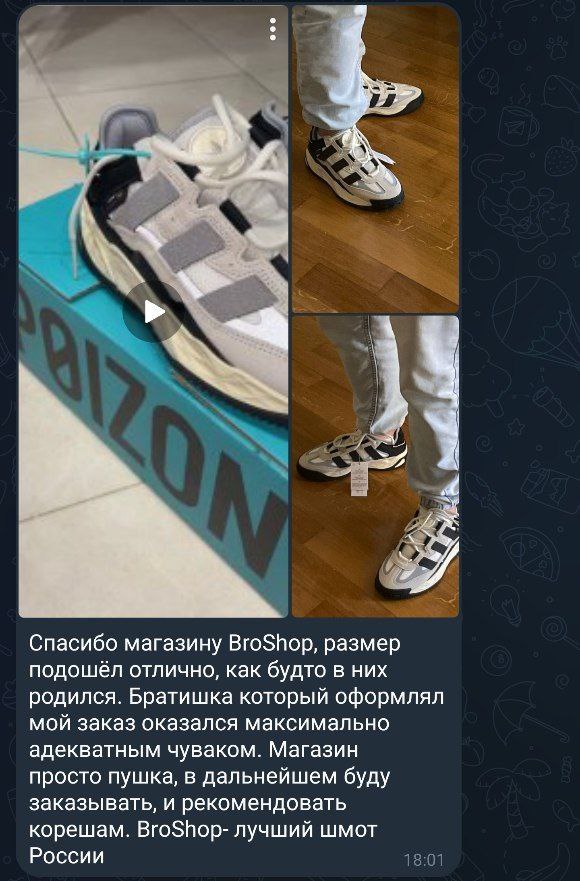 POIZON
Спасибо магазину BroShop, размер
подошёл отлично, как будто в них
родился. Братишка который оформлял
мой заказ оказался максимально
адекватным чуваком. Магазин
просто пушка, в дальнейшем буду
заказывать, и рекомендовать
корешам. BroShop- лучший шмот
России
18:01